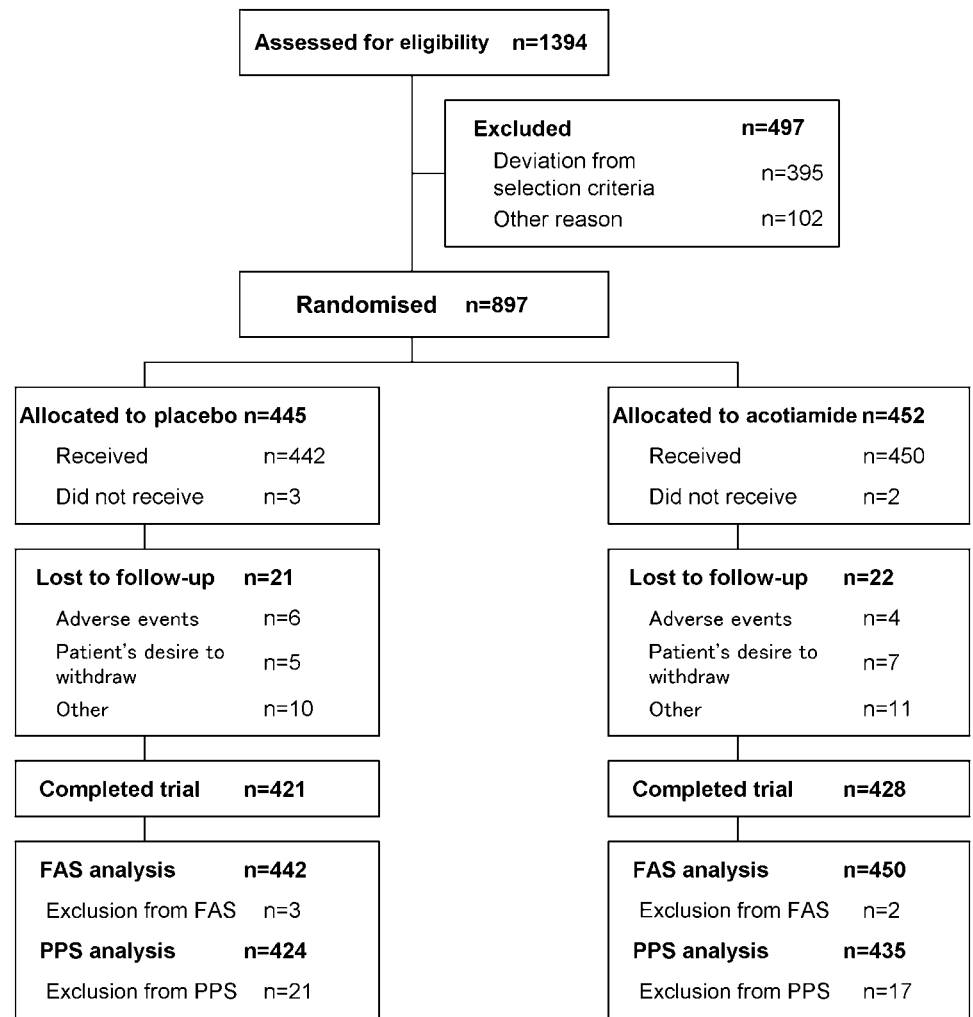 Assessed for eligibility n=1394
Excluded n=497
Deviation from
selection criteria n=395
Other reason n=102
Randomised n=897
Allocated to placebo n=445
Received n=442
Did not receive n=3
Lost to follow-up n=21
Adverse events n=6
Patient's desire to
withdraw n=5
Other n=10
Completed trial n=421
FAS analysis n=442
Exclusion from FAS n=3
PPS analysis n=424
Exclusion from PPS n=21
Allocated to acotiamide n=452
Received n=450
Did not receive n=2
Lost to follow-up n=22
Adverse events n=4
Patient's desire to
withdraw n=7
Other n=11
Completed trial n=428
FAS analysis n=450
Exclusion from FAS n=2
PPS analysis n=435
Exclusion from PPS n=17